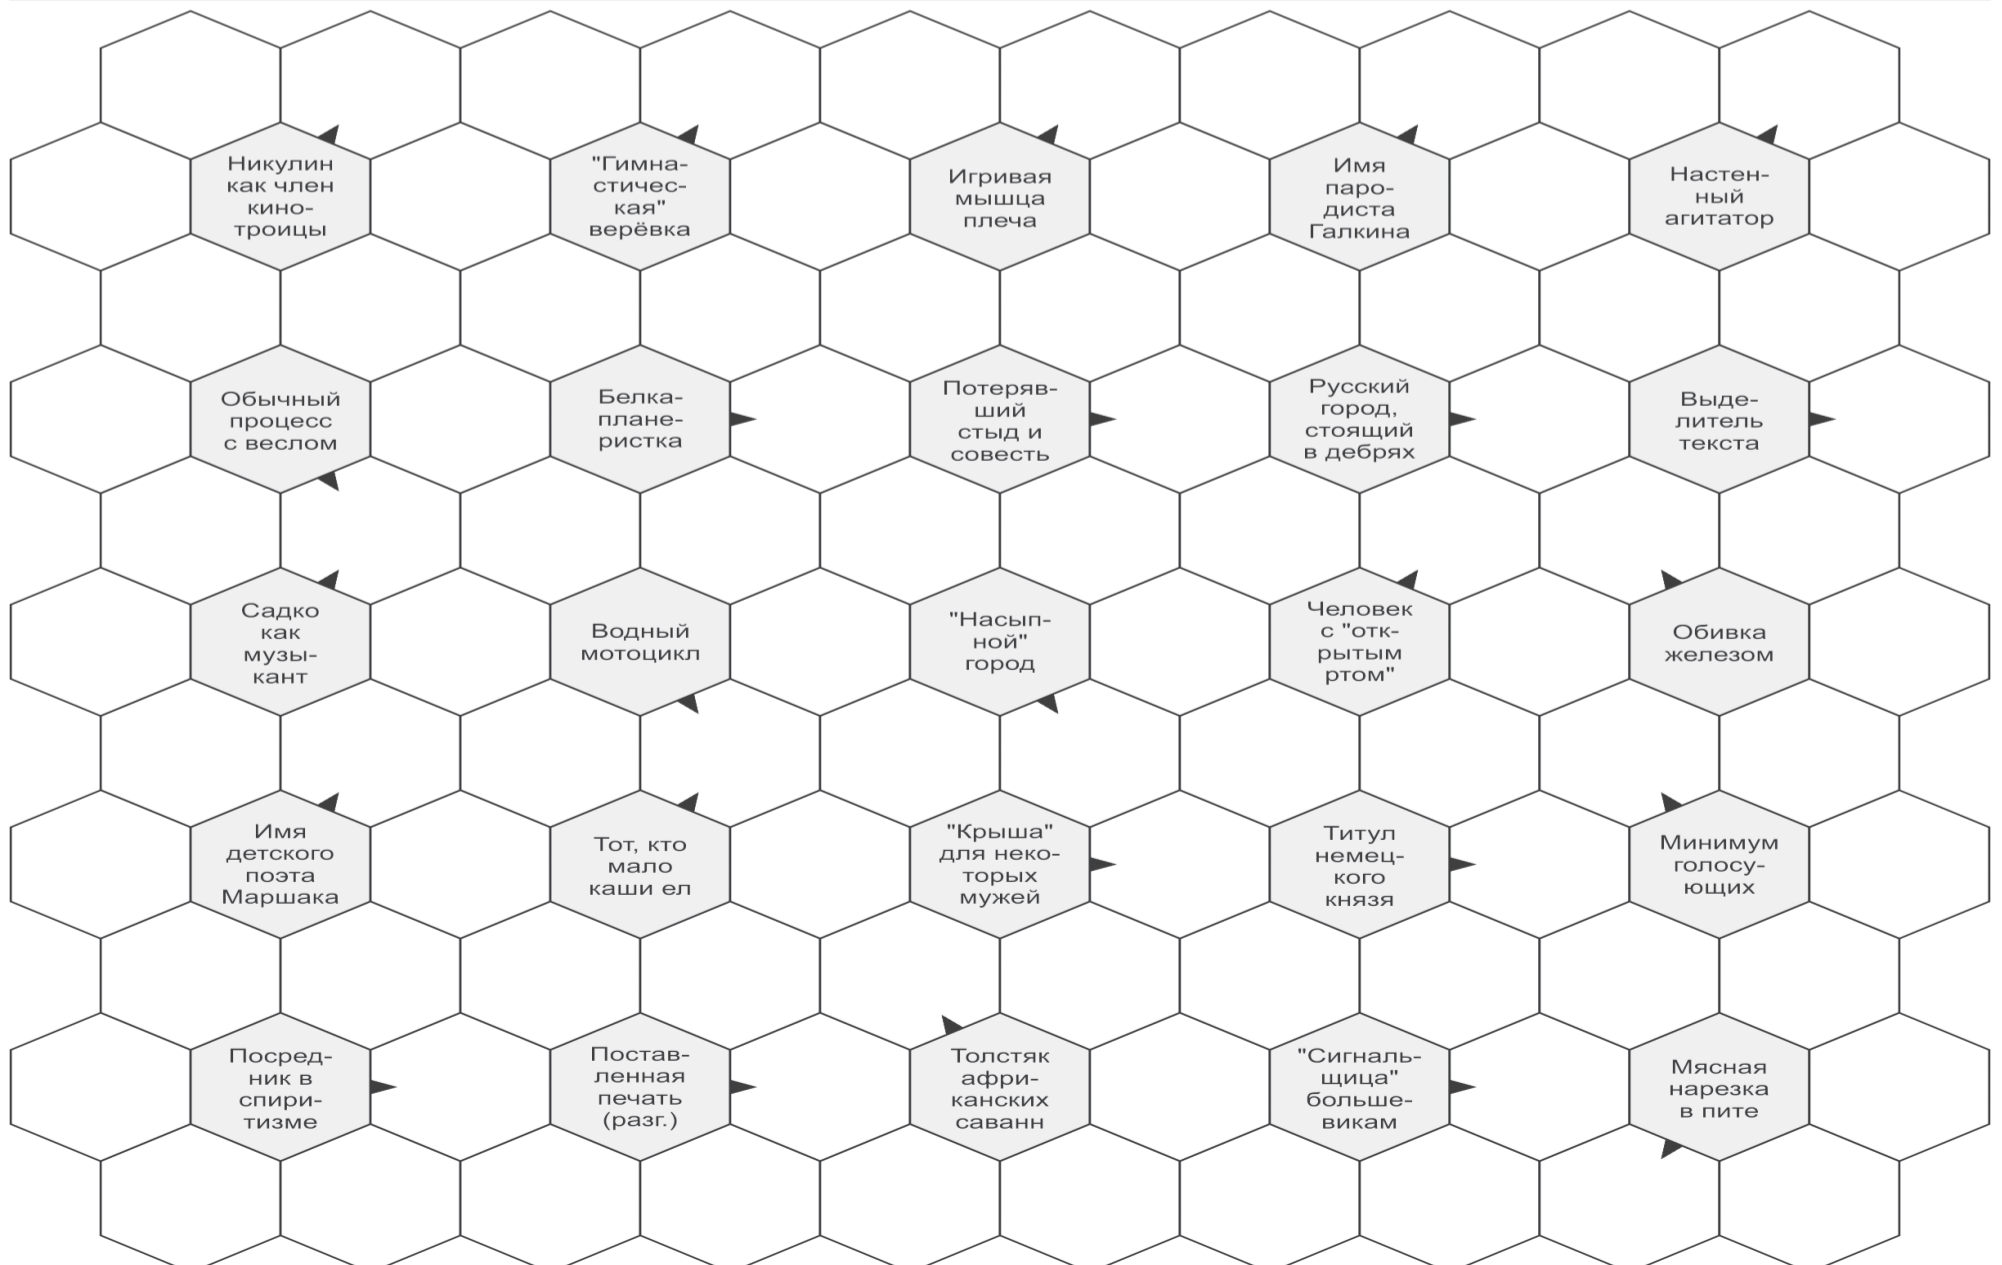 Никулин
как член
кино-
троицы
"Гимна-
стичес-
кая"
верёвка
Игривая
мышца
плеча
Имя
паро-
диста
Галкина
Настен-
ный
агитатор
Обычный
процесс
с веслом
Белка-
плане-
ристка
Потеряв-
ший
стыд и
совесть
Русский
город,
стоящий
в дебрях
Выде-
литель
текста
Садко
как
музы-
кант
Водный
мотоцикл
"Насып-
ной"
город
Человек
с "отк-
рытым
ртом"
Обивка
железом
Имя
детского
поэта
Маршака
Тот, кто
мало
каши ел
"Крыша"
для неко-
торых
мужей
Титул
немец-
кого
князя
Минимум
голосу-
ющих
Посред-
ник в
спири-
тизме
Постав-
ленная
печать
(разг.)
Толстяк
афри-
канских
саванн
"Сигналь-
щица"
больше-
викам
Мясная
нарезка
в пите